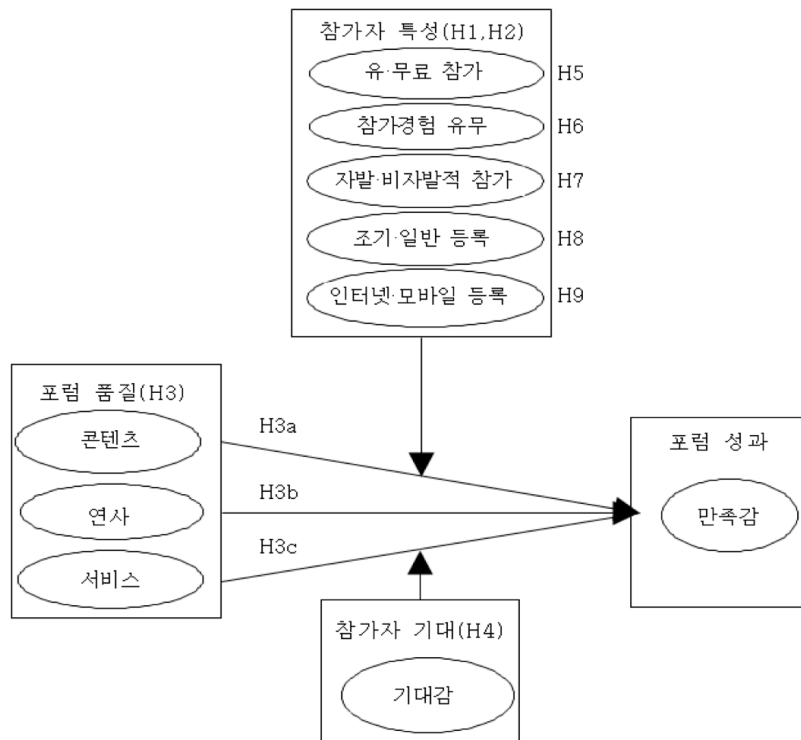 참가자 특성(H1,H2)
유·무료 참가 H5
참가경험 유무 H6
자발·비자발적 참가 H7
조기·일반 등록 H8
인터넷·모바일 등록 H9
포럼 품질(H3)
콘텐츠
연사
서비스
H3a
H3b
H3c
포럼 성과
만족감
참가자 기대(H4)
기대감